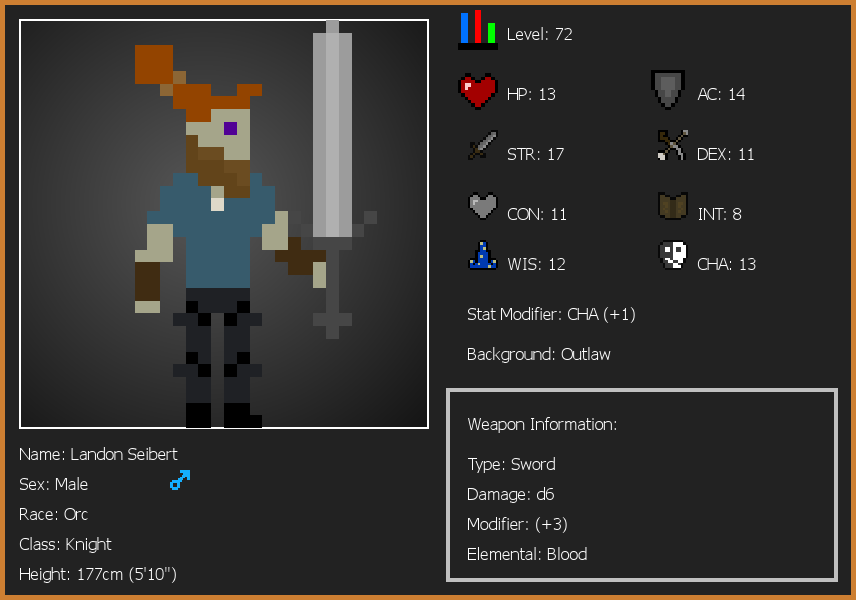 Level: 72
HP: 13
AC: 14
STR: 17
DEX: 11
CON: 11
INT: 8
WIS: 12
CHA: 13
Stat Modifier: CHA (+1)
Background: Outlaw
Weapon Information:
Type: Sword
Damage: d6
Modifier: (+3)
Elemental: Blood
Name: Landon Seibert
Sex: Male
Race: Orc
Class: Knight
Height: 177cm (5'10")